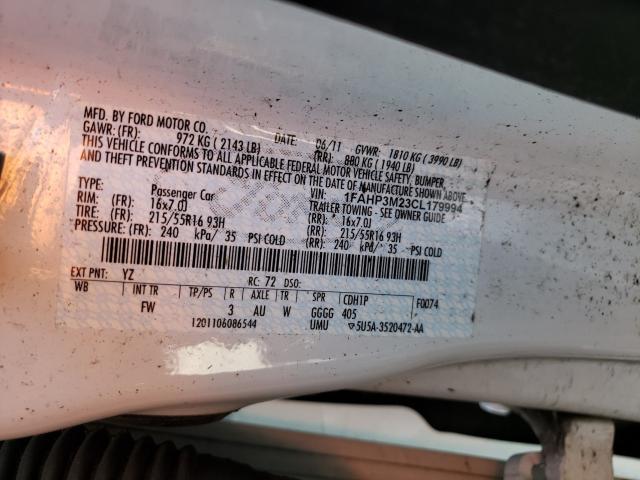 MFD. BY FORD MOTOR CO.
DATE: 06/11 GVWR: 1810 KG ( 3990 LB)
GAWR: (FR): 972 KG ( 2143 LB) (RR): 880 KG ( 1940 LB)
THIS VEHICLE CONFORMS TO ALL APPLICABLE FEDERAL MOTOR VEHICLE SAFETY, BUMPER,
AND THEFT PREVENTION STANDARDS IN EFFECT ON THE DATE OF MANUFACTURE SHOWN ABOVE.
1FAHP3M23CL179994
TYPE: Passenger Car TRAILER TOWING - SEE OWNER GUIDE
RIM: (FR) 16x7.0J (RR) 16x7.0J
TIRE: (FR) 215/55R16 93H (RR) 215/55R16 93H
PRESSURE: (FR) 240 kPa/ 35 PSI COLD (RR) 240 kPa/ 35 PSI COLD
EXT PNT: YZ RC: 72 DSO:
WB INT TR TP/PS R AXLE TR SPR CDH1P F0074
FW 3 AU W GGGG 405
1201106086544 UMU 5U5A-3520472-AA